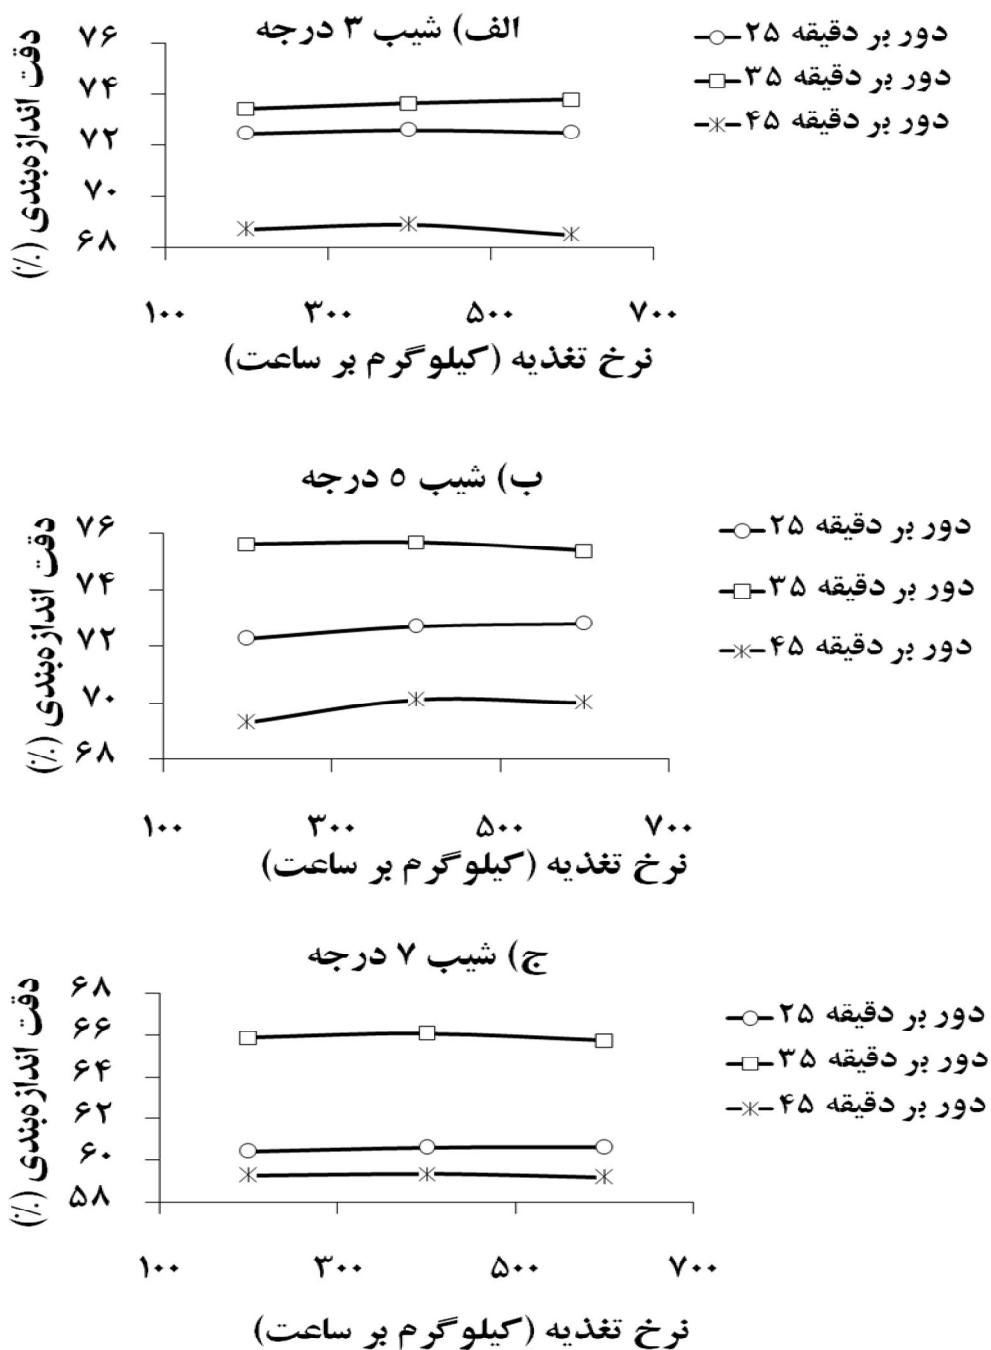 الف) شیب ۳ درجه
دقت اندازه‌بندی (٪)
۷۶
۷۴
۷۲
۷۰
۶۸
۱۰۰ ۳۰۰ ۵۰۰ ۷۰۰
نرخ تغذیه (کیلوگرم بر ساعت)
۲۵ دور بر دقیقه
۳۵ دور بر دقیقه
۴۵ دور بر دقیقه
ب) شیب ۵ درجه
دقت اندازه‌بندی (٪)
۷۶
۷۴
۷۲
۷۰
۶۸
۱۰۰ ۳۰۰ ۵۰۰ ۷۰۰
نرخ تغذیه (کیلوگرم بر ساعت)
۲۵ دور بر دقیقه
۳۵ دور بر دقیقه
۴۵ دور بر دقیقه
ج) شیب ۷ درجه
دقت اندازه‌بندی (٪)
۶۸
۶۶
۶۴
۶۲
۶۰
۵۸
۱۰۰ ۳۰۰ ۵۰۰ ۷۰۰
نرخ تغذیه (کیلوگرم بر ساعت)
۲۵ دور بر دقیقه
۳۵ دور بر دقیقه
۴۵ دور بر دقیقه